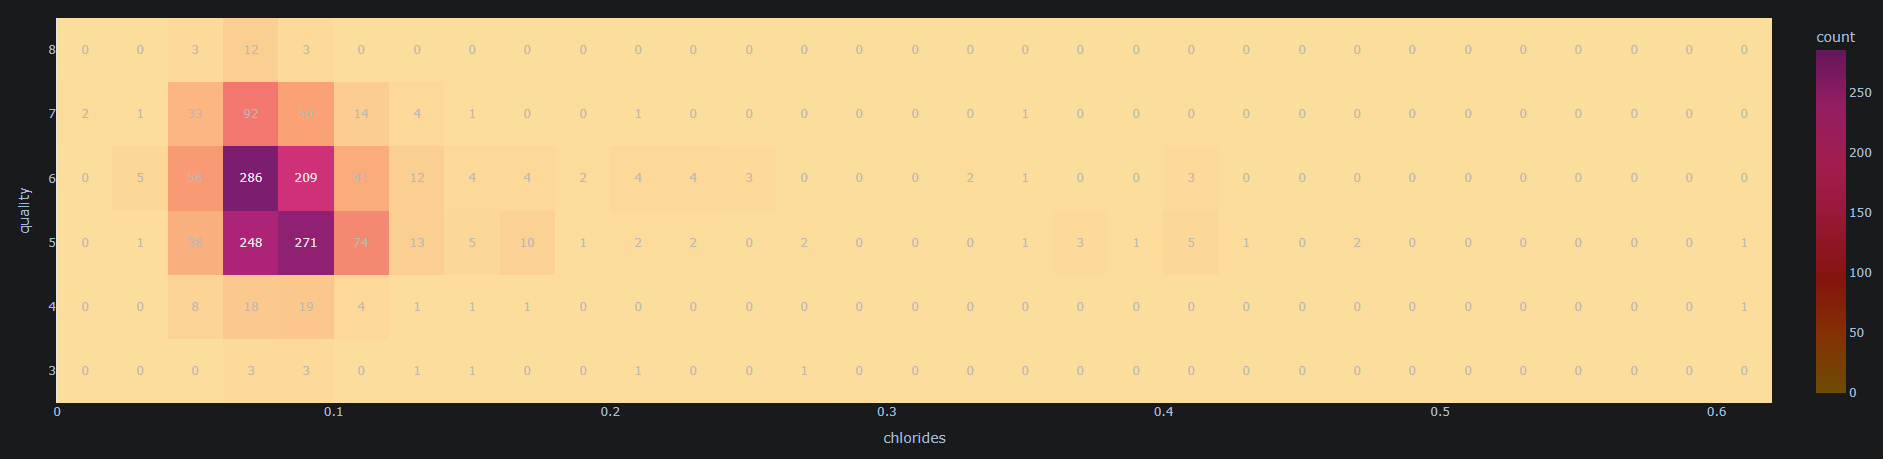 count
8 0 0 3 12 3 0 0 0 0 0 0 0 0 0 0 0 0 0 0 0 0 0 0 0 0 0 0 0 0 0 0
7 2 1 33 92 50 14 4 1 0 0 1 0 0 0 0 0 0 1 0 0 0 0 0 0 0 0 0 0 0 0 0
6 0 5 58 286 209 41 12 4 4 2 4 4 3 0 0 0 2 1 0 0 3 0 0 0 0 0 0 0 0 0 0
5 0 1 38 248 271 74 13 5 10 1 2 2 0 2 0 0 0 1 3 1 5 1 0 2 0 0 0 0 0 0 1
4 0 0 8 18 19 4 1 1 1 0 0 0 0 0 0 0 0 0 0 0 0 0 0 0 0 0 0 0 0 0 1
3 0 0 0 3 3 0 1 1 0 0 1 0 0 1 0 0 0 0 0 0 0 0 0 0 0 0 0 0 0 0 0
quality
0 0.1 0.2 0.3 0.4 0.5 0.6
chlorides
250
200
150
100
50
0